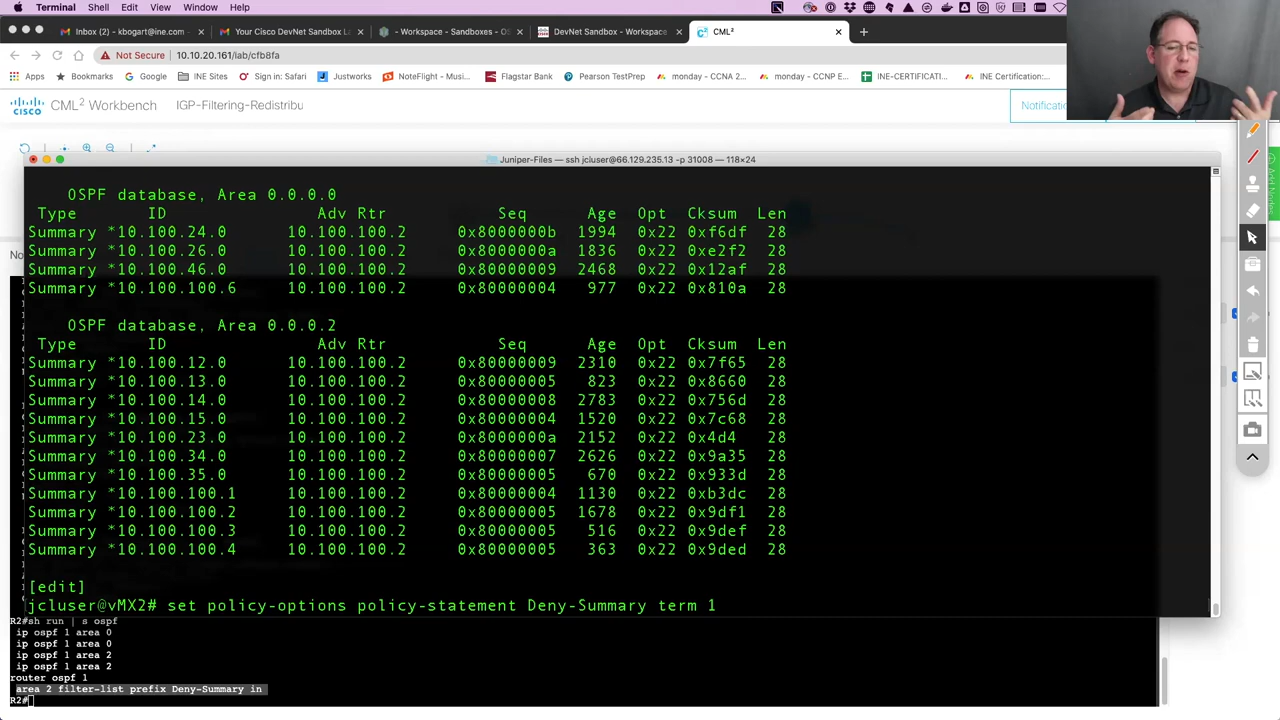 Terminal Shell Edit View Window Help
Inbox (2) - kbogart@ine.com - Your Cisco DevNet Sandbox L - Workspace - Sandboxes - OS DevNet Sandbox - Workspace CML²
Not Secure 10.10.20.161/lab/cfb8fa
Apps Bookmarks Google INE Sites Sign in: Safari Justworks NoteFlight - Musi... Flagstar Bank Pearson TestPrep monday - CCNA 2... monday - CCNP E... INE-CERTIFICATI... INE Certification:...
CISCO CML² Workbench IGP-Filtering-Redistribu Notificatio
Juniper-Files — ssh jcluser@66.129.235.13 -p 31008 — 118×24
Add Nodes
OSPF database, Area 0.0.0.0
Type ID Adv Rtr Seq Age Opt Cksum Len
Summary *10.100.24.0 10.100.100.2 0x8000000b 1994 0x22 0xf6df 28
Summary *10.100.26.0 10.100.100.2 0x8000000a 1836 0x22 0xe2f2 28
Summary *10.100.46.0 10.100.100.2 0x80000009 2468 0x22 0x12af 28
No
Summary *10.100.100.6 10.100.100.2 0x80000004 977 0x22 0x810a 28
OSPF database, Area 0.0.0.2
Type ID Adv Rtr Seq Age Opt Cksum Len
Summary *10.100.12.0 10.100.100.2 0x80000009 2310 0x22 0x7f65 28
Summary *10.100.13.0 10.100.100.2 0x80000005 823 0x22 0x8660 28
Summary *10.100.14.0 10.100.100.2 0x80000008 2783 0x22 0x756d 28
Summary *10.100.15.0 10.100.100.2 0x80000004 1520 0x22 0x7c68 28
Summary *10.100.23.0 10.100.100.2 0x8000000a 2152 0x22 0x4d4 28
Summary *10.100.34.0 10.100.100.2 0x80000007 2626 0x22 0x9a35 28
Summary *10.100.35.0 10.100.100.2 0x80000005 670 0x22 0x933d 28
Summary *10.100.100.1 10.100.100.2 0x80000004 1130 0x22 0xb3dc 28
Summary *10.100.100.2 10.100.100.2 0x80000005 1678 0x22 0x9df1 28
Summary *10.100.100.3 10.100.100.2 0x80000005 516 0x22 0x9def 28
Summary *10.100.100.4 10.100.100.2 0x80000005 363 0x22 0x9ded 28
[edit]
jcluser@vMX2# set policy-options policy-statement Deny-Summary term 1
R2#sh run | s ospf
ip ospf 1 area 0
ip ospf 1 area 0
ip ospf 1 area 2
ip ospf 1 area 2
router ospf 1
area 2 filter-list prefix Deny-Summary in
R2#